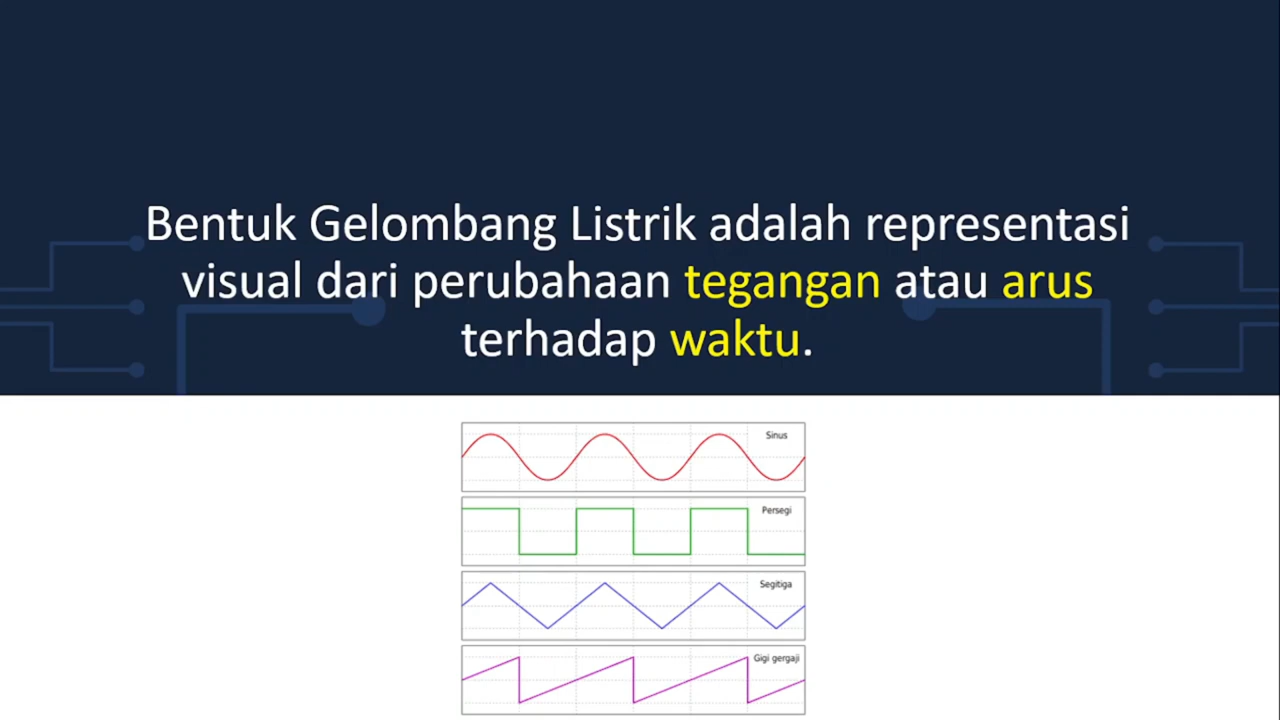 Bentuk Gelombang Listrik adalah representasi
visual dari perubahaan tegangan atau arus
terhadap waktu.
Sinus
Persegi
Segitiga
Gigi gergaji